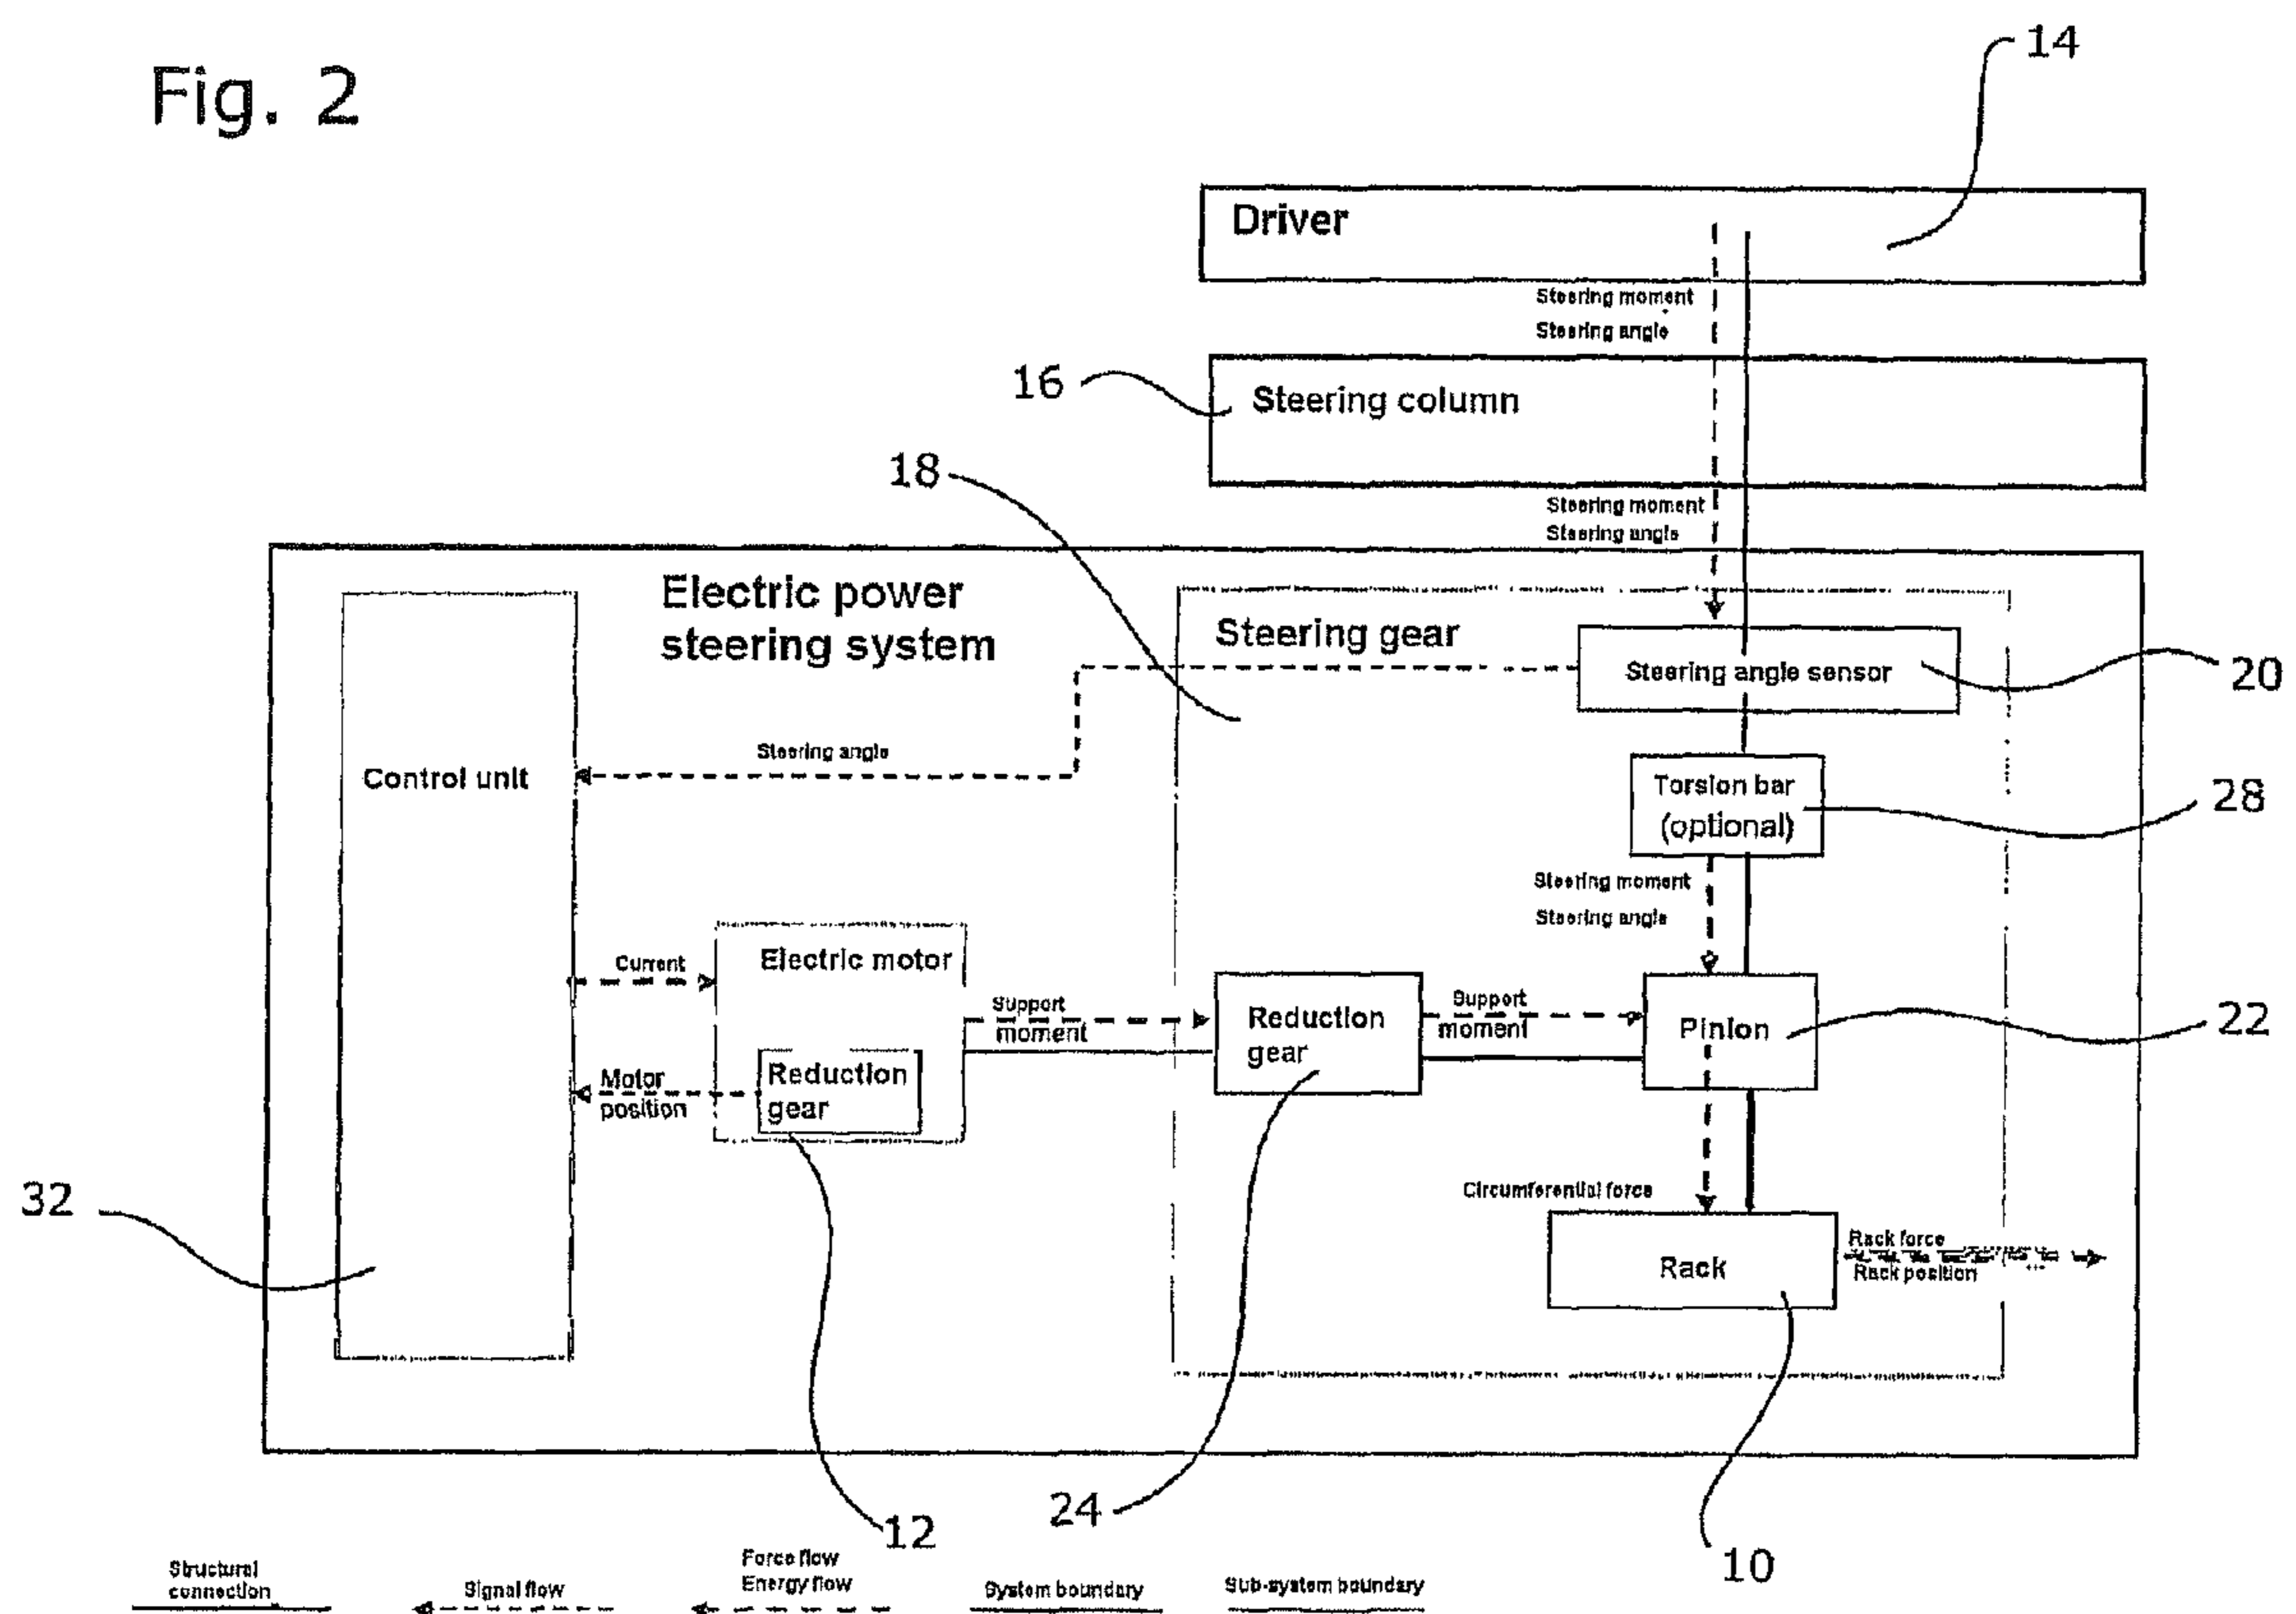 Fig. 2
14
Driver
Steering moment
Steering angle
16
Steering column
18
Steering moment
Steering angle
Electric power
steering system
Steering gear
Steering angle sensor
20
Steering angle
Control unit
Torsion bar
(optional)
28
Steering moment
Steering angle
Current
Electric motor
Support
moment
Reduction
gear
Support
moment
Pinion
22
Motor
position
Reduction
gear
32
Circumferential force
Rack
Rack force
Rack position
24
12
10
Structural
connection
Signal flow
Force flow
Energy flow
System boundary
Sub-system boundary